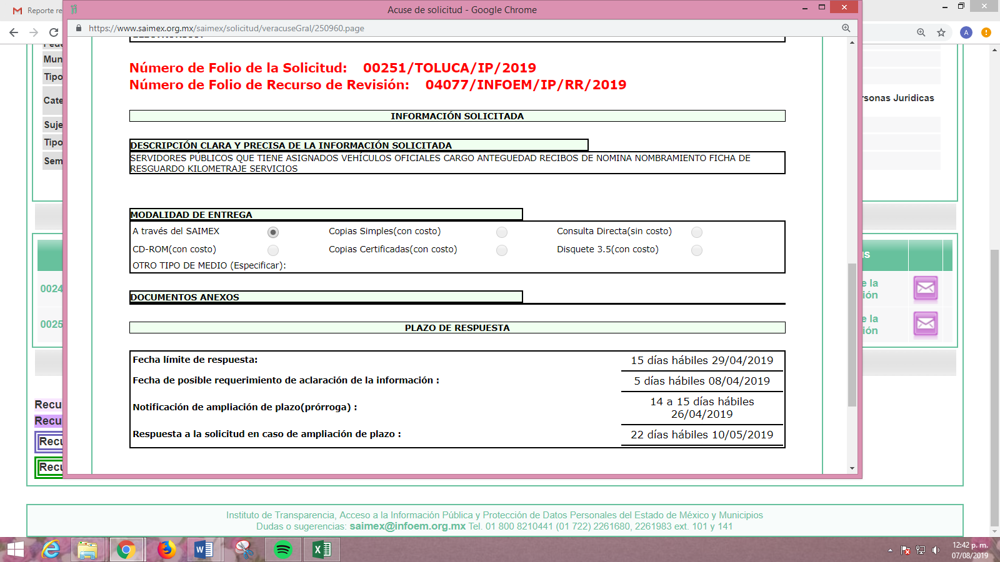 Reporte re
Acuse de solicitud - Google Chrome
https://www.saimex.org.mx/saimex/solicitud/veracuseGral/250960.page
A
Mun
Tipo
Cate
Suje
Tipo
Sem
rsonas Juridicas
Número de Folio de la Solicitud: 00251/TOLUCA/IP/2019
Número de Folio de Recurso de Revisión: 04077/INFOEM/IP/RR/2019
INFORMACIÓN SOLICITADA
DESCRIPCIÓN CLARA Y PRECISA DE LA INFORMACIÓN SOLICITADA
SERVIDORES PÚBLICOS QUE TIENE ASIGNADOS VEHÍCULOS OFICIALES CARGO ANTEGUEDAD RECIBOS DE NOMINA NOMBRAMIENTO FICHA DE
RESGUARDO KILOMETRAJE SERVICIOS
MODALIDAD DE ENTREGA
A través del SAIMEX Copias Simples(con costo) Consulta Directa(sin costo)
CD-ROM(con costo) Copias Certificadas(con costo) Disquete 3.5(con costo)
OTRO TIPO DE MEDIO (Especificar):
DOCUMENTOS ANEXOS
PLAZO DE RESPUESTA
Fecha límite de respuesta: 15 días hábiles 29/04/2019
Fecha de posible requerimiento de aclaración de la información : 5 días hábiles 08/04/2019
Notificación de ampliación de plazo(prórroga) : 14 a 15 días hábiles
26/04/2019
Respuesta a la solicitud en caso de ampliación de plazo : 22 días hábiles 10/05/2019
us
0024
e la
ión
0025
e la
ión
Recu
Recu
Recu
Recu
Instituto de Transparencia, Acceso a la Información Pública y Protección de Datos Personales del Estado de México y Municipios
Dudas o sugerencias: saimex@infoem.org.mx Tel. 01 800 8210441 (01 722) 2261680, 2261983 ext. 101 y 141
12:42 p. m.
07/08/2019